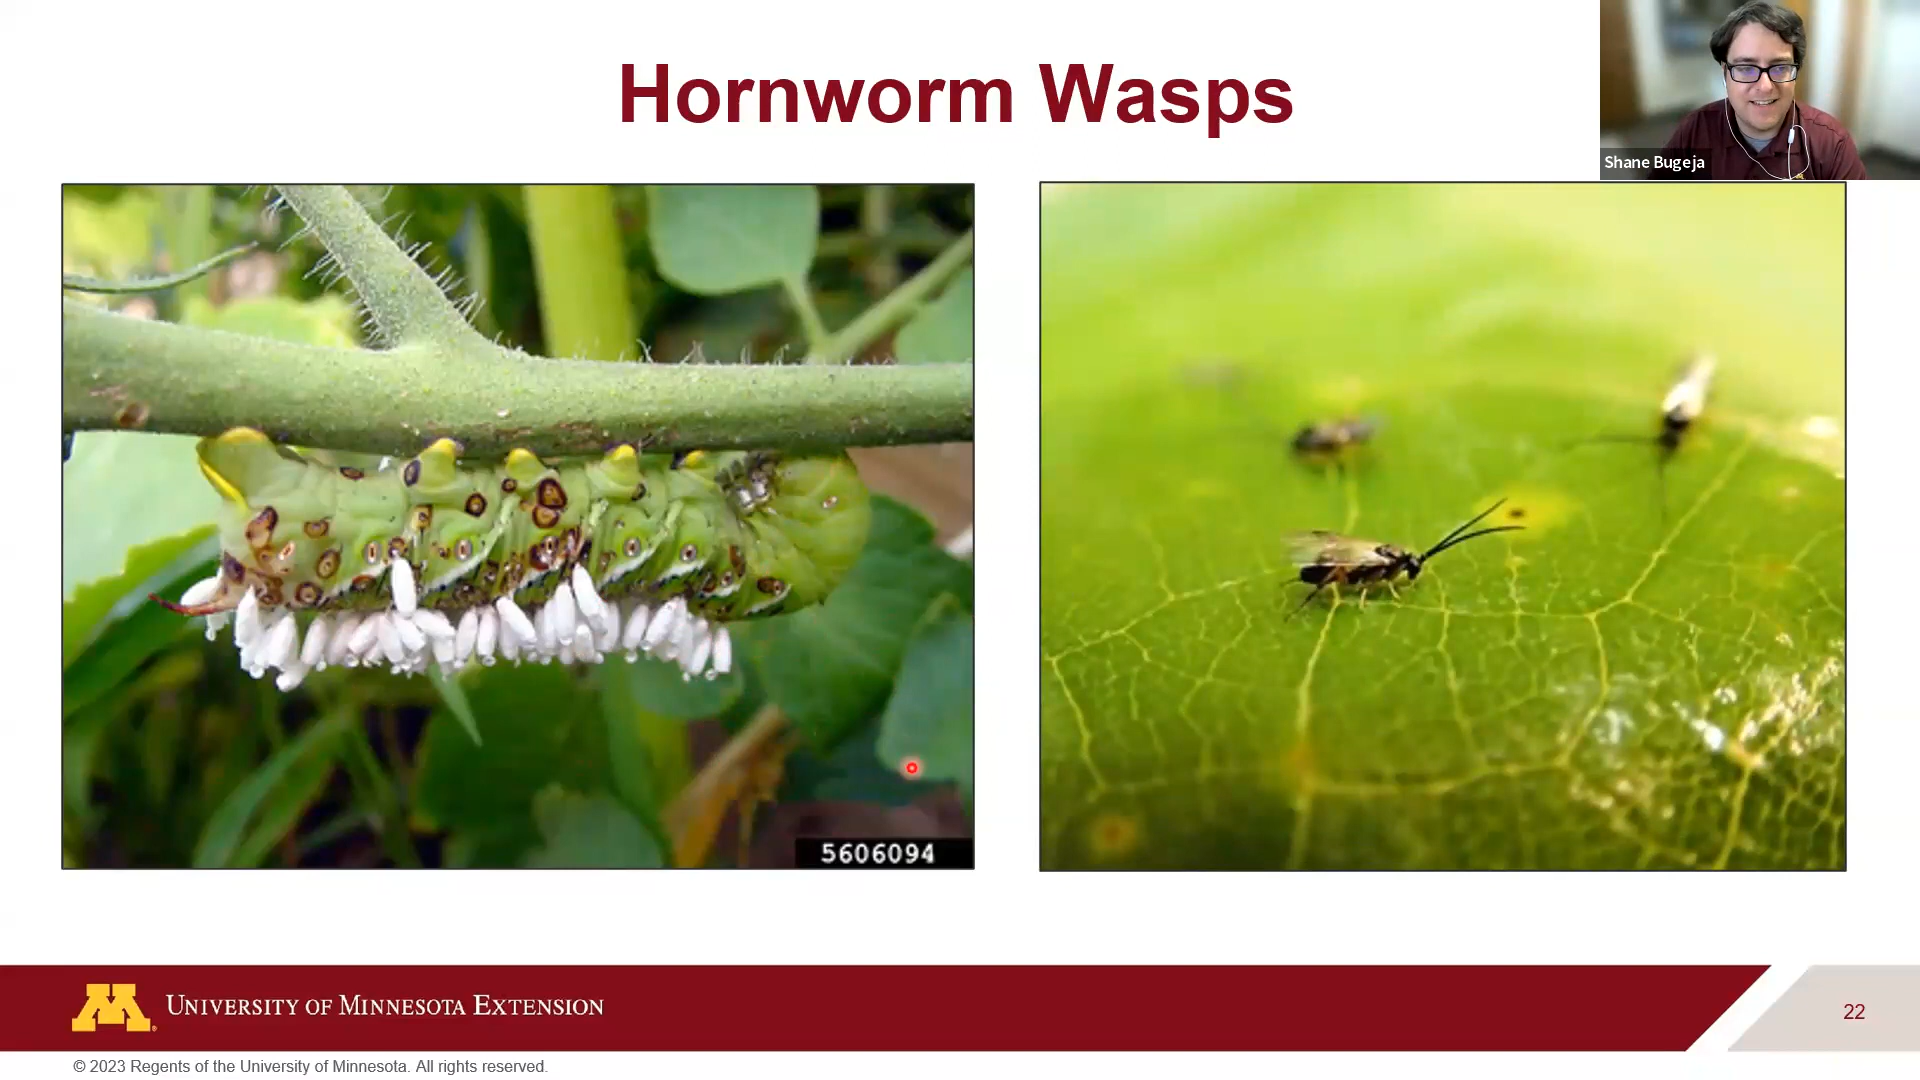 Hornworm Wasps
Shane Bugeja
5606094
UNIVERSITY OF MINNESOTA EXTENSION
22
© 2023 Regents of the University of Minnesota. All rights reserved.